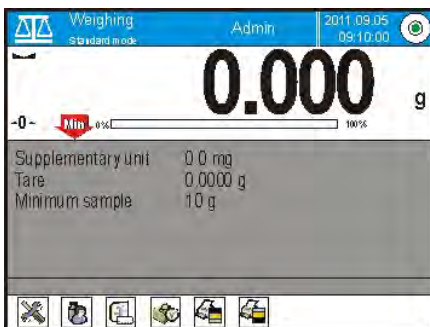 Weighing Admin 2011.09.05
Standard mode 09:10:00
0.000 g
-0- Min 0% 100%
Supplementary unit 0.0 mg
Tare 0.0000 g
Minimum sample 10 g